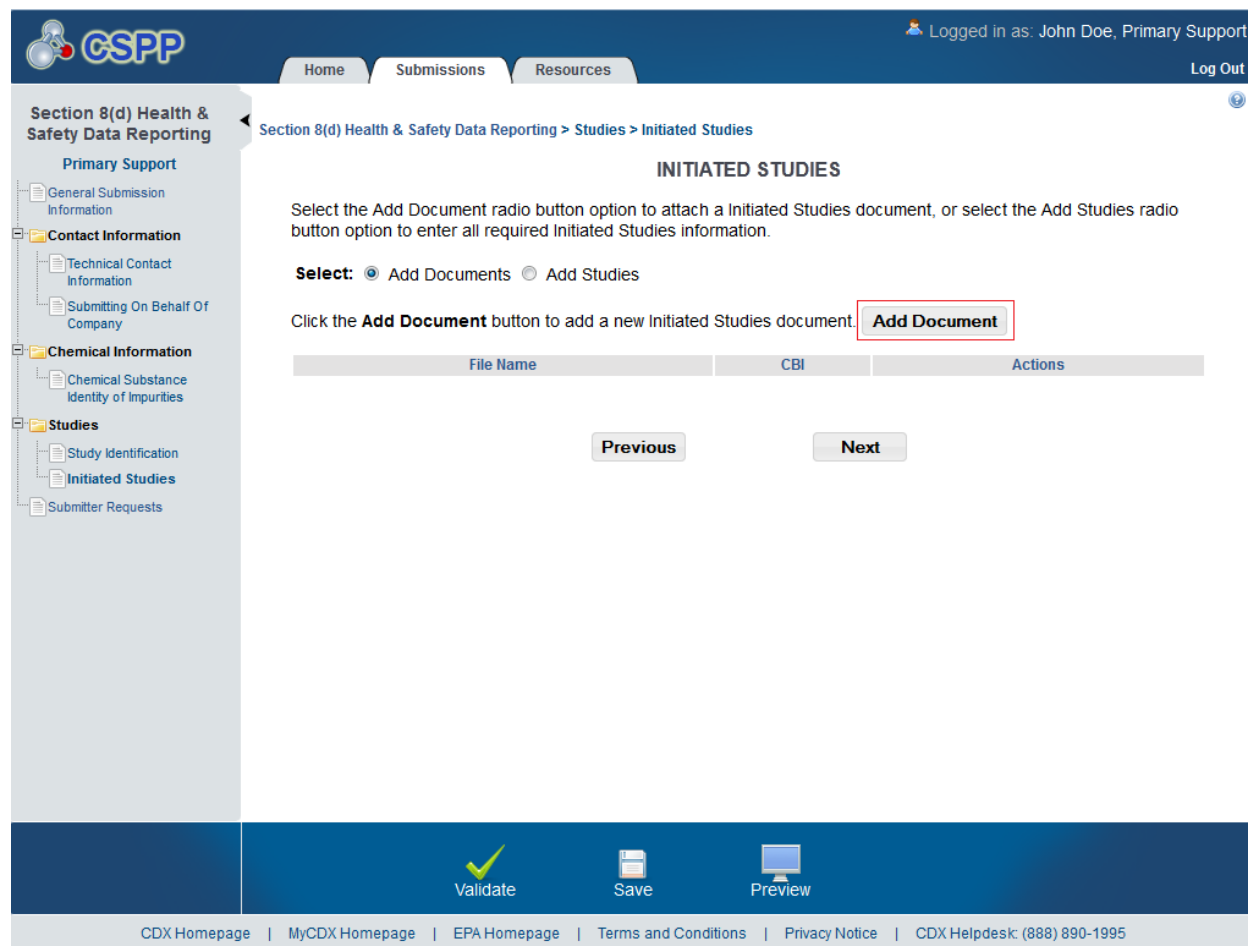 CSPP
Logged in as: John Doe, Primary Support
Home Submissions Resources
Log Out
Section 8(d) Health &
Safety Data Reporting
Primary Support
General Submission
Information
Contact Information
Technical Contact
Information
Submitting On Behalf Of
Company
Chemical Information
Chemical Substance
Identity of Impurities
Studies
Study Identification
Initiated Studies
Submitter Requests
Section 8(d) Health & Safety Data Reporting > Studies > Initiated Studies
INITIATED STUDIES
Select the Add Document radio button option to attach a Initiated Studies document, or select the Add Studies radio
button option to enter all required Initiated Studies information.
Select: Add Documents Add Studies
Click the Add Document button to add a new Initiated Studies document. Add Document
File Name CBI Actions
Previous Next
Validate Save Preview
CDX Homepage | MyCDX Homepage | EPA Homepage | Terms and Conditions | Privacy Notice | CDX Helpdesk: (888) 890-1995